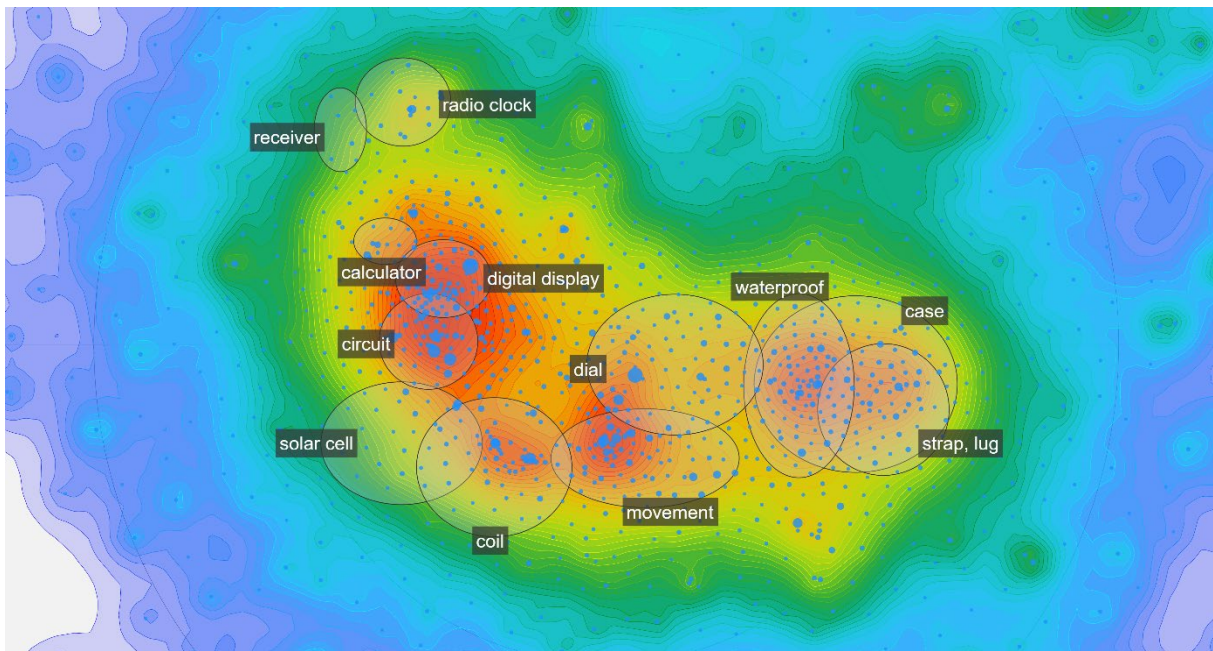 radio clock
receiver
calculator
digital display
waterproof
case
circuit
dial
solar cell
strap, lug
movement
coil